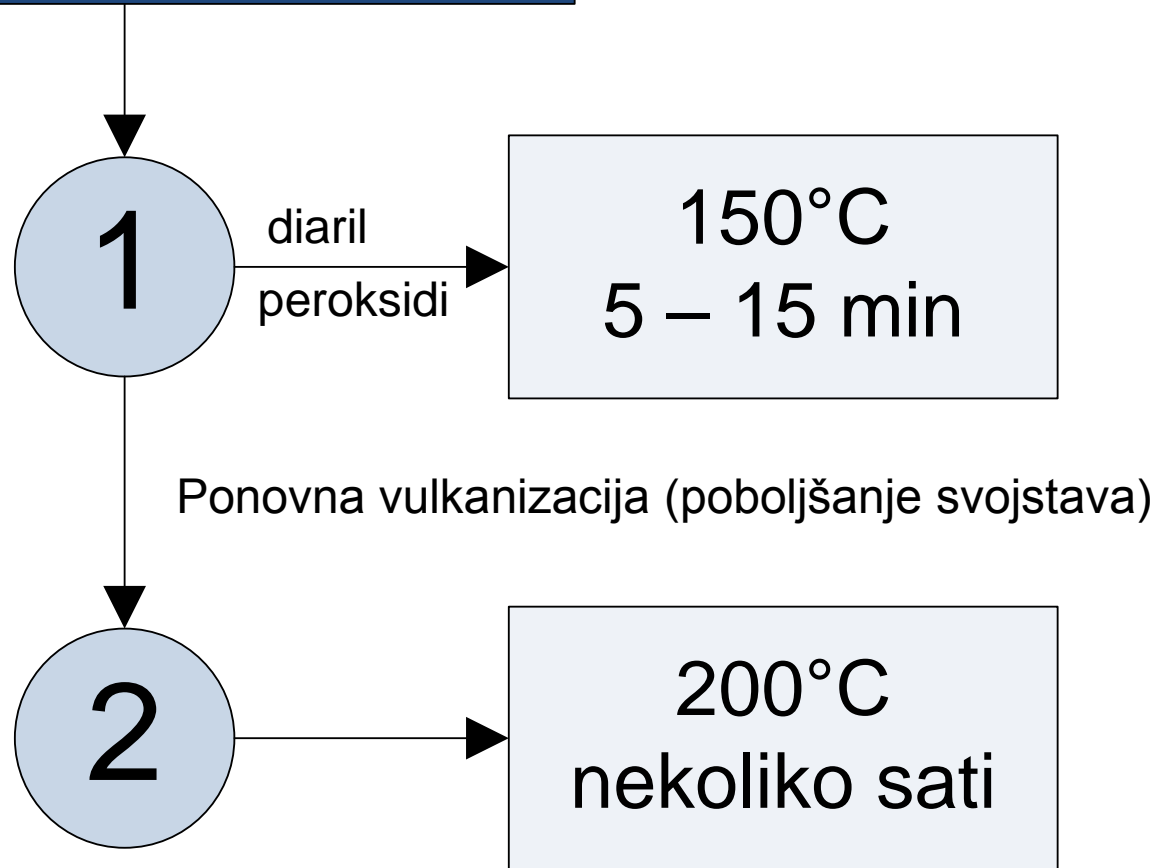 1
diaril
peroksidi
150°C
5 – 15 min
Ponovna vulkanizacija (poboljšanje svojstava)
2
200°C
nekoliko sati